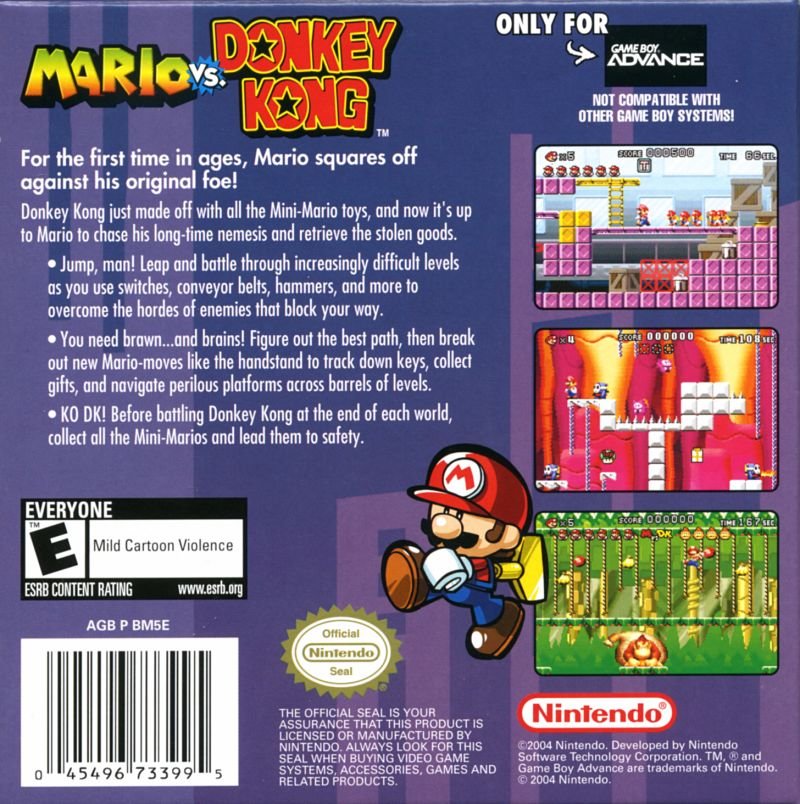 MARIO VS. DONKEY KONG™
ONLY FOR
GAME BOY ADVANCE
NOT COMPATIBLE WITH
OTHER GAME BOY SYSTEMS!
For the first time in ages, Mario squares off
against his original foe!
Donkey Kong just made off with all the Mini-Mario toys, and now it's up
to Mario to chase his long-time nemesis and retrieve the stolen goods.
• Jump, man! Leap and battle through increasingly difficult levels
as you use switches, conveyor belts, hammers, and more to
overcome the hordes of enemies that block your way.
• You need brawn...and brains! Figure out the best path, then break
out new Mario-moves like the handstand to track down keys, collect
gifts, and navigate perilous platforms across barrels of levels.
• KO DK! Before battling Donkey Kong at the end of each world,
collect all the Mini-Marios and lead them to safety.
x5 SCORE 000500 TIME 66 SEC
x4 SCORE 000000 TIME 108 SEC
x5 SCORE 000000 TIME 167 SEC
DK
M
EVERYONE
E™
Mild Cartoon Violence
ESRB CONTENT RATING www.esrb.org
AGB P BM5E
0 45496 73399 5
Official
Nintendo
Seal
®
THE OFFICIAL SEAL IS YOUR
ASSURANCE THAT THIS PRODUCT IS
LICENSED OR MANUFACTURED BY
NINTENDO. ALWAYS LOOK FOR THIS
SEAL WHEN BUYING VIDEO GAME
SYSTEMS, ACCESSORIES, GAMES AND
RELATED PRODUCTS.
Nintendo®
©2004 Nintendo. Developed by Nintendo
Software Technology Corporation. TM, ® and
Game Boy Advance are trademarks of Nintendo.
© 2004 Nintendo.